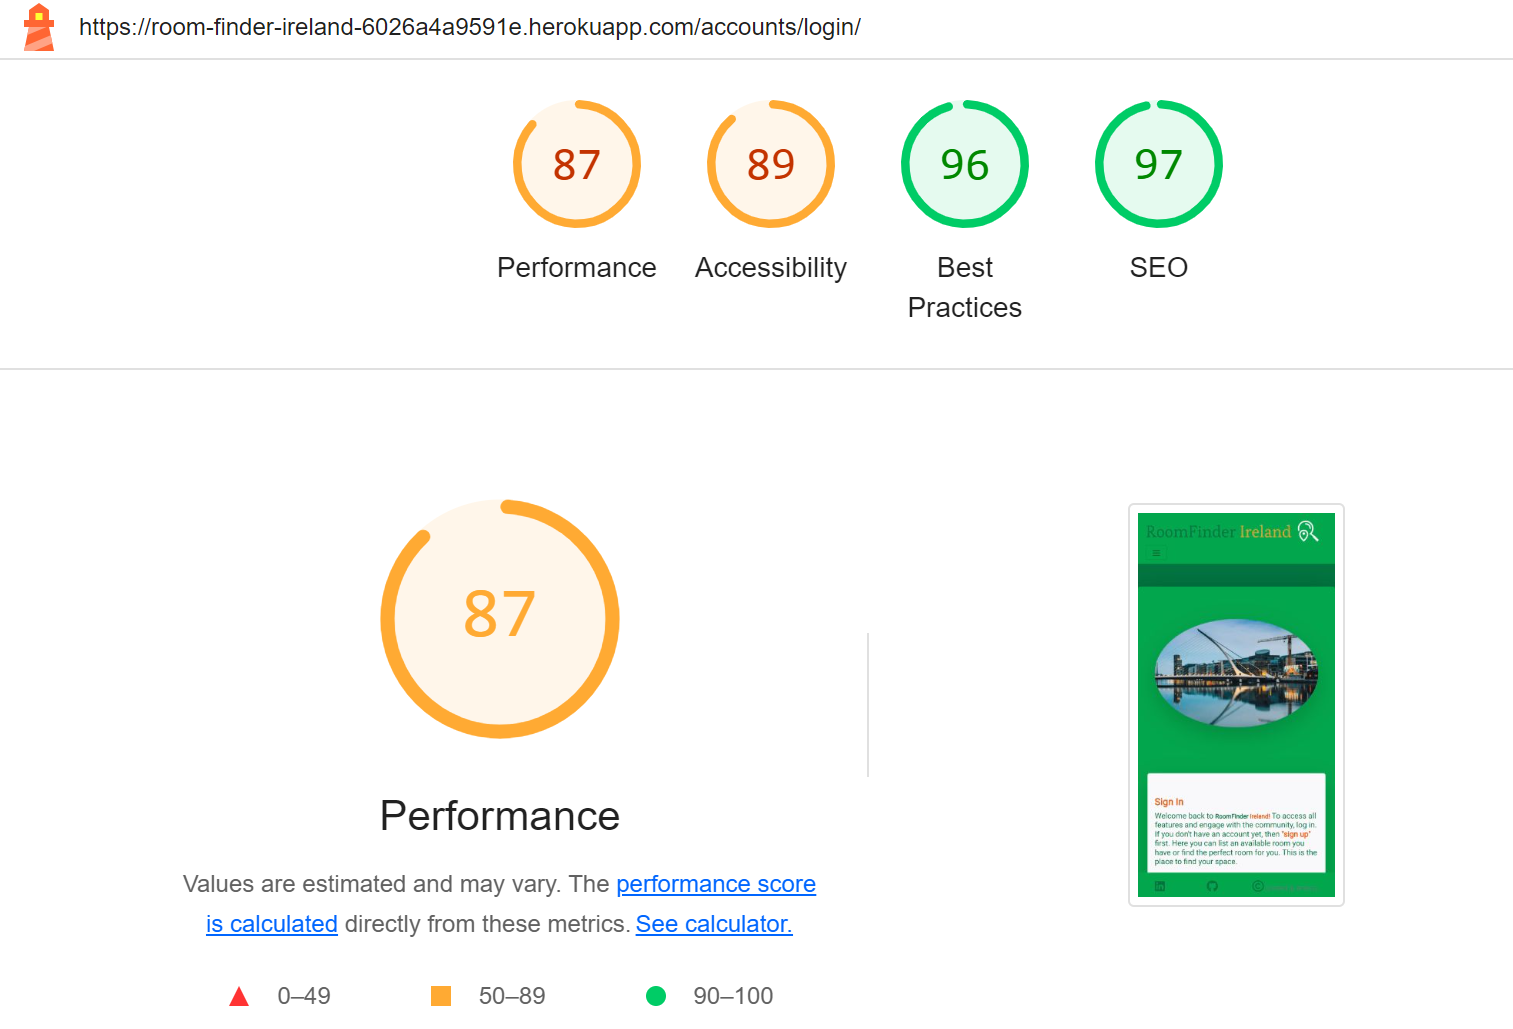 https://room-finder-ireland-6026a4a9591e.herokuapp.com/accounts/login/
87
89
96
97
Performance
Accessibility
Best
Practices
SEO
87
Performance
Values are estimated and may vary. The performance score
is calculated directly from these metrics. See calculator.
0–49
50–89
90–100
RoomFinder Ireland
Sign In
Welcome back to RoomFinder Ireland! To access all
features and engage with the community, log in.
If you don't have an account yet, then "sign up"
first. Here you can list an available room you
have or find the perfect room for you. This is the
place to find your space.